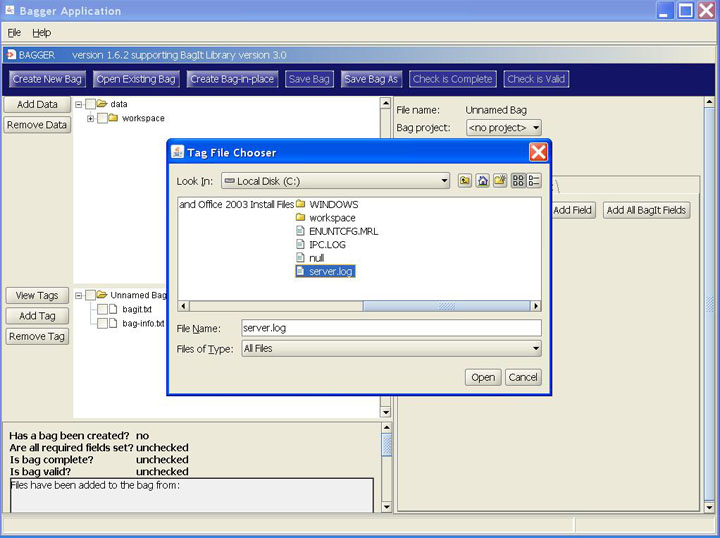 Bagger Application
File Help
BAGGER version 1.6.2 supporting BagIt Library version 3.0
Create New Bag Open Existing Bag Create Bag-in-place Save Bag Save Bag As Check is Complete Check is Valid
Add Data
Remove Data
data
workspace
File name: Unnamed Bag
Bag project: <no project>
Tag File Chooser
Look In: Local Disk (C:)
and Office 2003 Install Files
WINDOWS
workspace
ENUNTCFG.MRL
IPC.LOG
null
server.log
File Name: server.log
Files of Type: All Files
Open Cancel
Add Field Add All BagIt Fields
View Tags
Add Tag
Remove Tag
Unnamed Bag
bagit.txt
bag-info.txt
Has a bag been created? no
Are all required fields set? unchecked
Is bag complete? unchecked
Is bag valid? unchecked
Files have been added to the bag from: